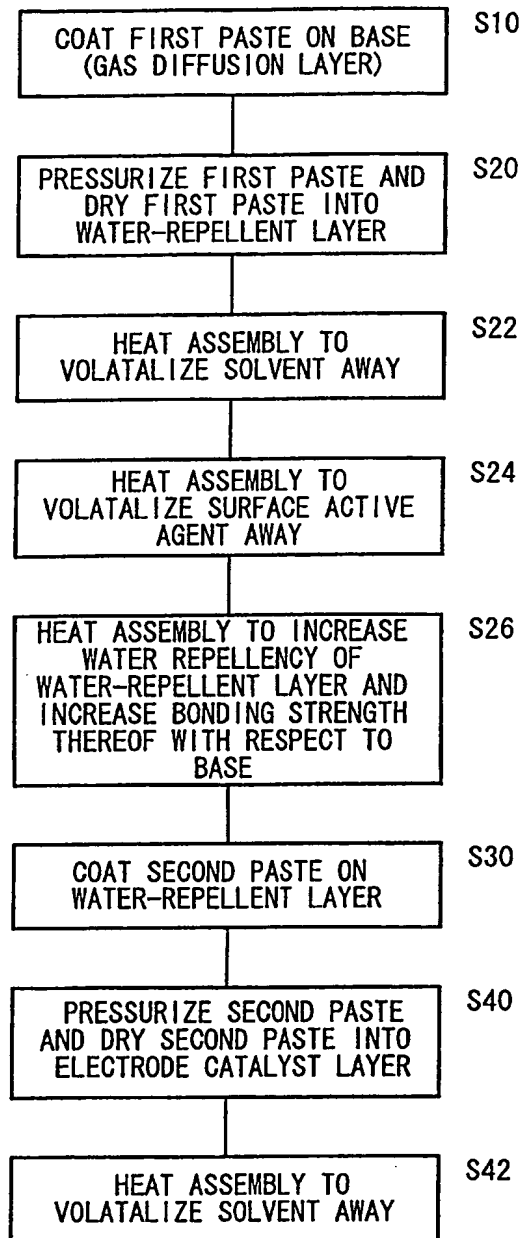 S10
COAT FIRST PASTE ON BASE
(GAS DIFFUSION LAYER)
S20
PRESSURIZE FIRST PASTE AND
DRY FIRST PASTE INTO
WATER-REPELLENT LAYER
S22
HEAT ASSEMBLY TO
VOLATALIZE SOLVENT AWAY
S24
HEAT ASSEMBLY TO
VOLATALIZE SURFACE ACTIVE
AGENT AWAY
S26
HEAT ASSEMBLY TO INCREASE
WATER REPELLENCY OF
WATER-REPELLENT LAYER AND
INCREASE BONDING STRENGTH
THEREOF WITH RESPECT TO
BASE
S30
COAT SECOND PASTE ON
WATER-REPELLENT LAYER
S40
PRESSURIZE SECOND PASTE
AND DRY SECOND PASTE INTO
ELECTRODE CATALYST LAYER
S42
HEAT ASSEMBLY TO
VOLATALIZE SOLVENT AWAY